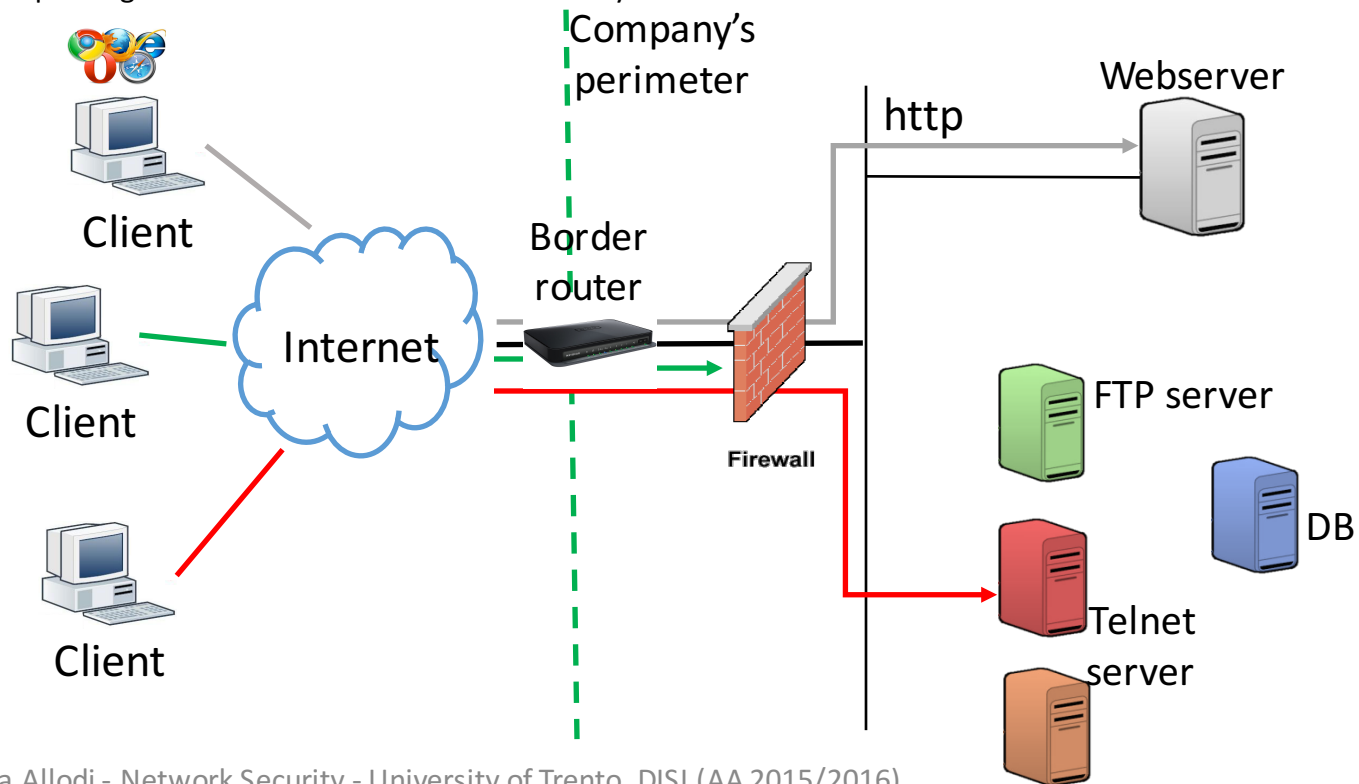 Company's
perimeter
Webserver
http
Client
Border
router
Internet
Client
FTP server
Firewall
DB
Telnet
server
Client
Allodi - Network Security - University of Trento, DISI (AA 2015/2016)